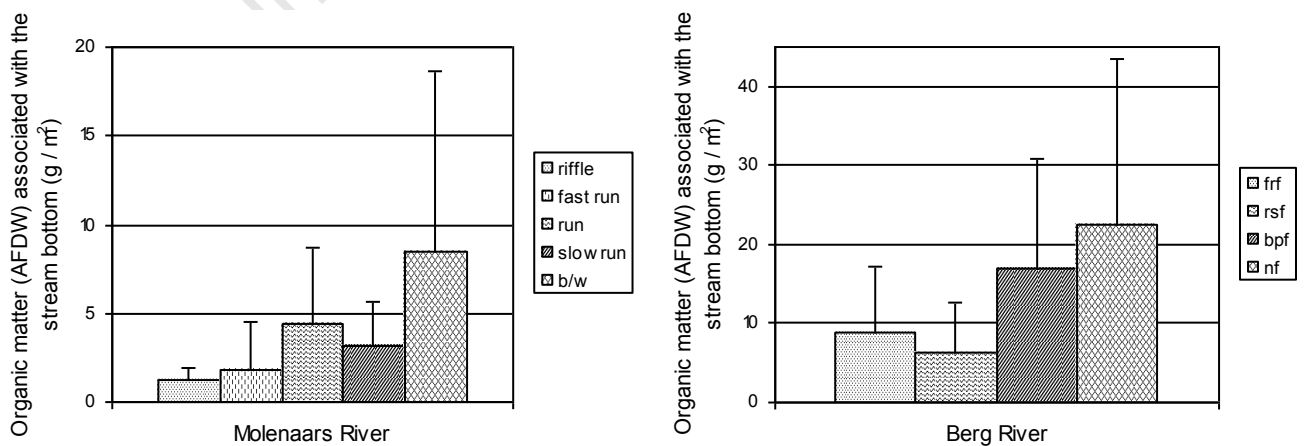 Organic matter (AFDW) associated with the
stream bottom (g / m²)
20
15
10
5
0
Molenaars River
riffle
fast run
run
slow run
b/w
Organic matter (AFDW) associated with the
stream bottom (g / m²)
40
30
20
10
0
Berg River
frf
rsf
bpf
nf